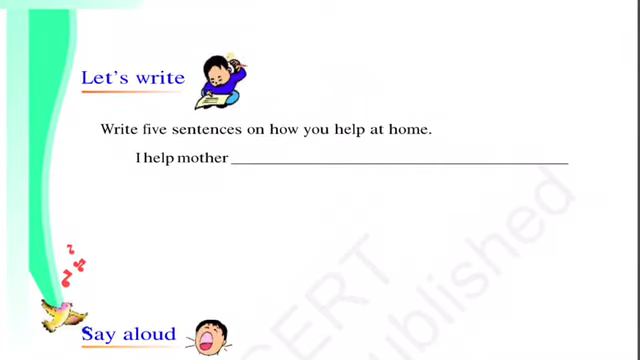 Let's write
Write five sentences on how you help at home.
I help mother
Say aloud